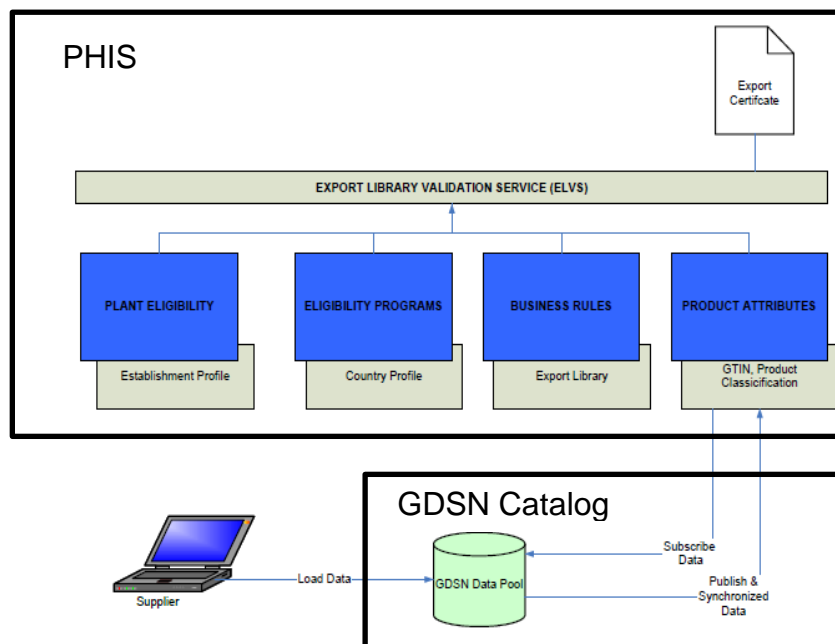 PHIS
Export
Certifcate
EXPORT LIBRARY VALIDATION SERVICE (ELVS)
PLANT ELIGIBILITY
ELIGIBILITY PROGRAMS
BUSINESS RULES
PRODUCT ATTRIBUTES
Establishment Profile
Country Profile
Export Library
GTIN, Product
Classicification
GDSN Catalog
Supplier
Load Data
GDSN Data Pool
Subscribe
Data
Publish &
Synchronized
Data